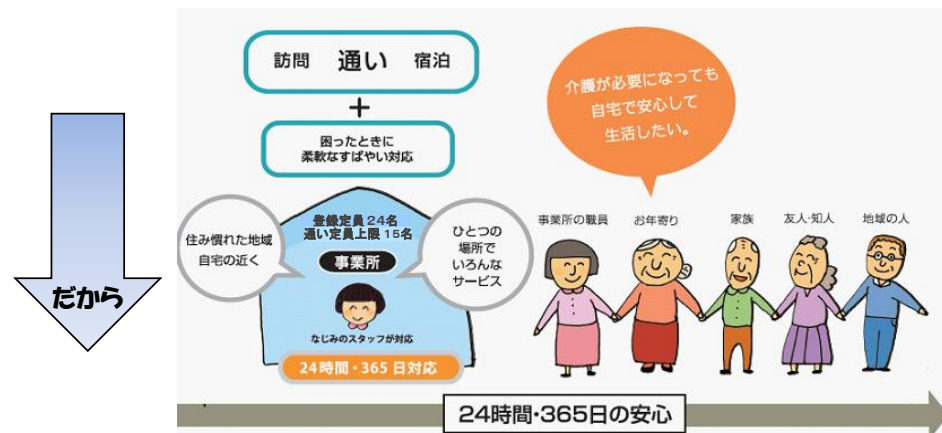 訪問 通い 宿泊
+
困ったときに
柔軟なすばやい対応
登録定員24名
通い定員上限15名
事業所
住み慣れた地域
自宅の近く
ひとつの
場所で
いろんな
サービス
なじみのスタッフが対応
24時間・365日対応
だから
介護が必要になっても
自宅で安心して
生活したい。
事業所の職員 お年寄り 家族 友人・知人 地域の人
24時間・365日の安心